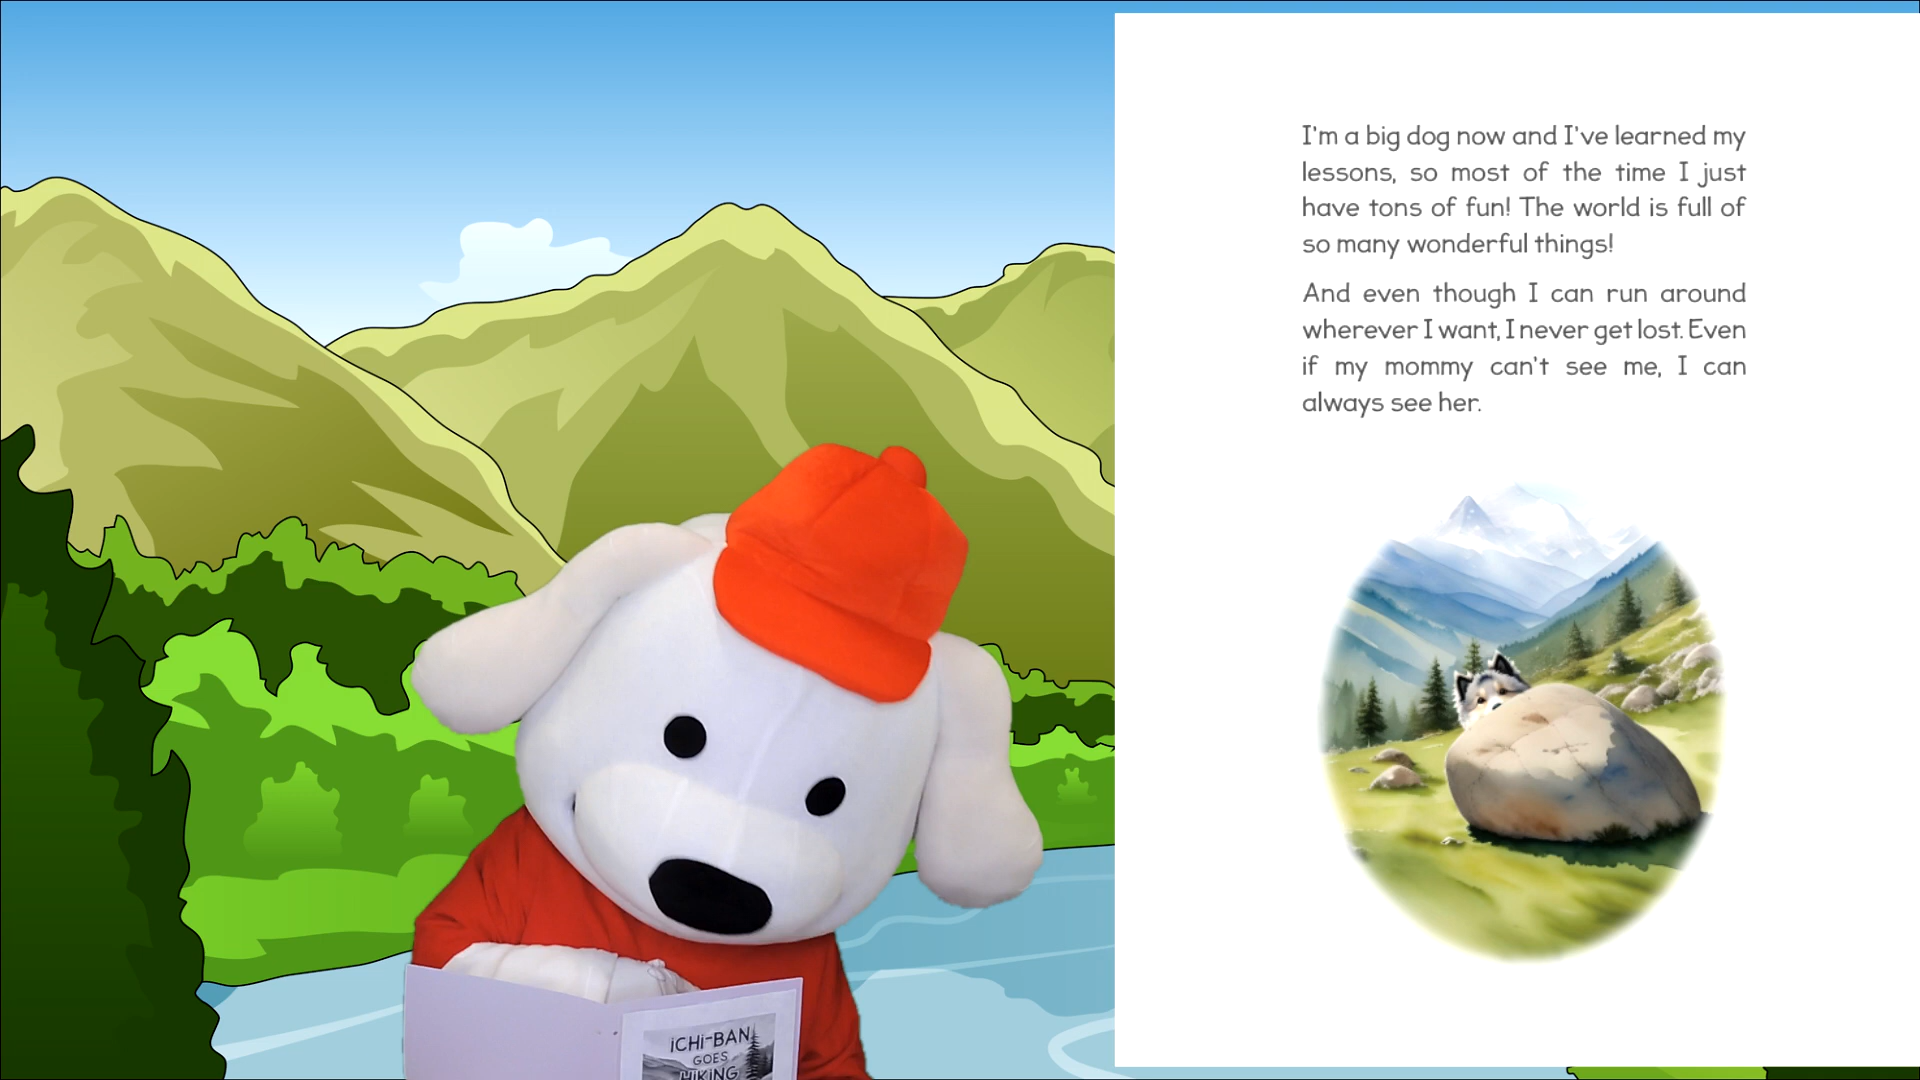 I'm a big dog now and I've learned my
lessons, so most of the time I just
have tons of fun! The world is full of
so many wonderful things!
And even though I can run around
wherever I want, I never get lost. Even
if my mommy can't see me, I can
always see her.
iCHi-BAN
GOES
HiKiNG